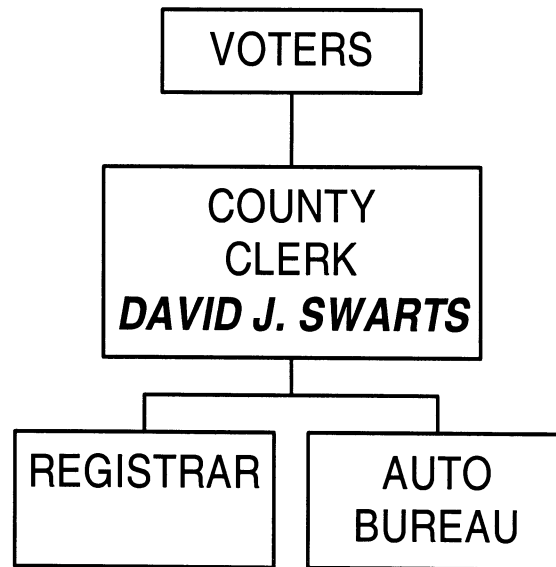 VOTERS
COUNTY
CLERK
DAVID J. SWARTS
REGISTRAR
AUTO
BUREAU